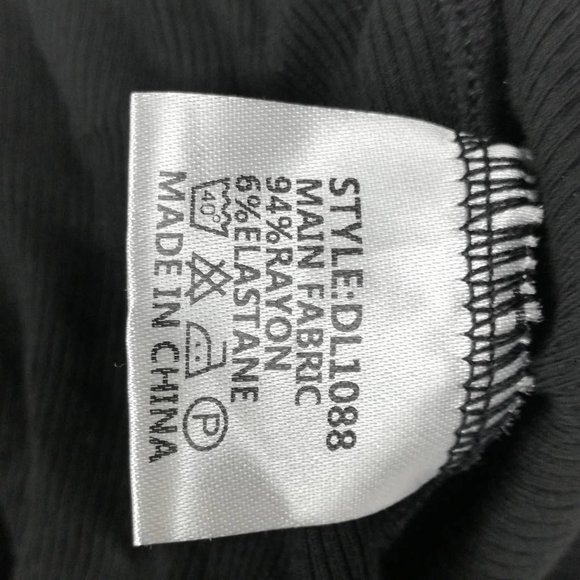 STYLE:DL1088
MAIN FABRIC
94%RAYON
6%ELASTANE
40° P
MADE IN CHINA